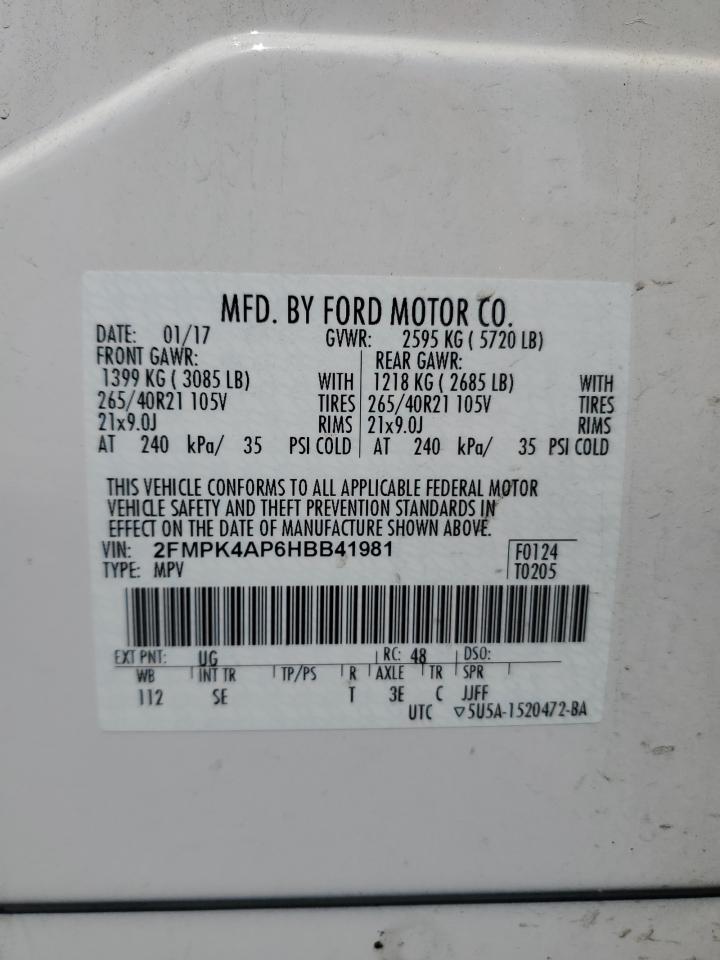 MFD. BY FORD MOTOR CO.
DATE: 01/17 GVWR: 2595 KG ( 5720 LB)
FRONT GAWR: REAR GAWR:
1399 KG ( 3085 LB) WITH 1218 KG ( 2685 LB) WITH
265/40R21 105V TIRES 265/40R21 105V TIRES
21x9.0J RIMS 21x9.0J RIMS
AT 240 kPa/ 35 PSI COLD AT 240 kPa/ 35 PSI COLD
THIS VEHICLE CONFORMS TO ALL APPLICABLE FEDERAL MOTOR
VEHICLE SAFETY AND THEFT PREVENTION STANDARDS IN
EFFECT ON THE DATE OF MANUFACTURE SHOWN ABOVE.
VIN: 2FMPK4AP6HBB41981 F0124
TYPE: MPV T0205
EXT PNT: UG RC: 48 DSO:
WB INT TR TP/PS R AXLE TR SPR
112 SE T 3E C JJFF
UTC ▽5U5A-1520472-BA